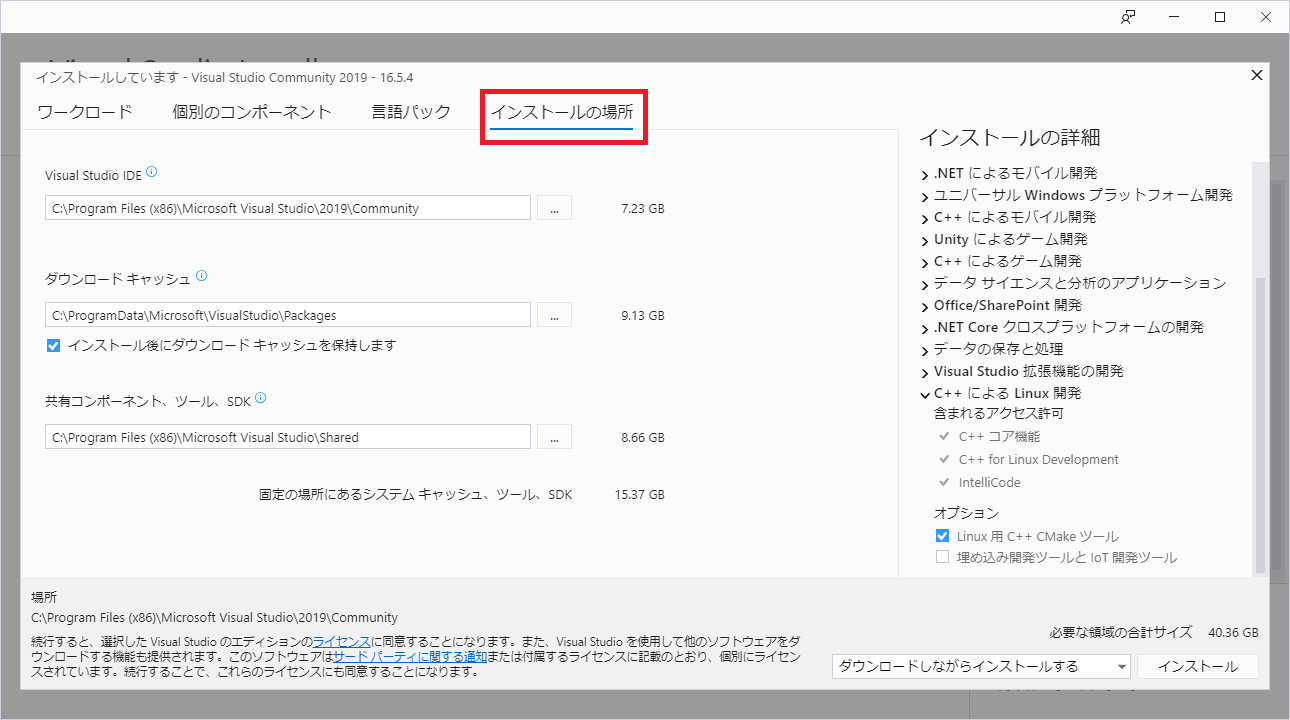 インストールしています - Visual Studio Community 2019 - 16.5.4
ワークロード 個別のコンポーネント 言語パック インストールの場所
Visual Studio IDE
C:\Program Files (x86)\Microsoft Visual Studio\2019\Community ... 7.23 GB
ダウンロード キャッシュ
C:\ProgramData\Microsoft\VisualStudio\Packages ... 9.13 GB
インストール後にダウンロード キャッシュを保持します
共有コンポーネント、ツール、SDK
C:\Program Files (x86)\Microsoft Visual Studio\Shared ... 8.66 GB
固定の場所にあるシステム キャッシュ、ツール、SDK 15.37 GB
インストールの詳細
.NET によるモバイル開発
ユニバーサル Windows プラットフォーム開発
C++ によるモバイル開発
Unity によるゲーム開発
C++ によるゲーム開発
データ サイエンスと分析のアプリケーション
Office/SharePoint 開発
.NET Core クロスプラットフォームの開発
データの保存と処理
Visual Studio 拡張機能の開発
C++ による Linux 開発
含まれるアクセス許可
C++ コア機能
C++ for Linux Development
IntelliCode
オプション
Linux 用 C++ CMake ツール
埋め込み開発ツールと IoT 開発ツール
場所
C:\Program Files (x86)\Microsoft Visual Studio\2019\Community
続行すると、選択した Visual Studio のエディションのライセンスに同意することになります。また、Visual Studio を使用して他のソフトウェアをダ
ウンロードする機能も提供されます。このソフトウェアはサード パーティに関する通知または付属するライセンスに記載のとおり、個別にライセン
スされています。続行することで、これらのライセンスにも同意することになります。
必要な領域の合計サイズ 40.36 GB
ダウンロードしながらインストールする インストール